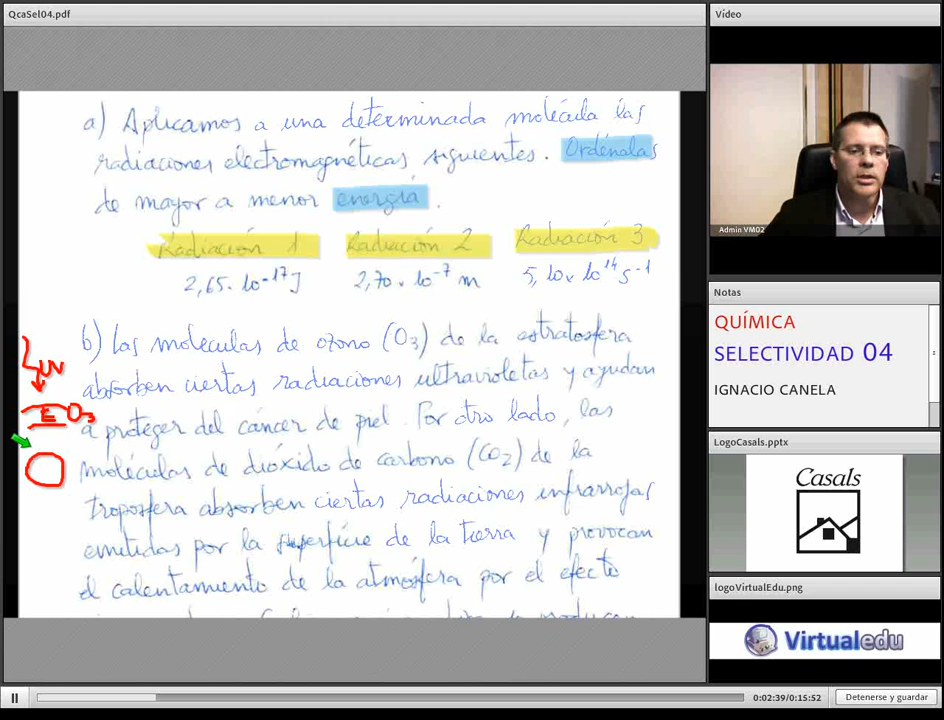 QcaSel04.pdf
a) Aplicamos a una determinada molécula las
radiaciones electromagnéticas siguientes. Ordénalas
de mayor a menor energía.
Radiación 1 Radiación 2 Radiación 3
2,65 · 10⁻¹⁷ J 2,70 × 10⁻⁷ m 5,10 × 10¹⁴ s⁻¹
b) Las moléculas de ozono (O₃) de la estratosfera
absorben ciertas radiaciones ultravioletas y ayudan
a proteger del cáncer de piel. Por otro lado, las
moléculas de dióxido de carbono (CO₂) de la
troposfera absorben ciertas radiaciones infrarrojas
emitidas por la superficie de la tierra y provocan
el calentamiento de la atmósfera por el efecto
UV
E O₃
Vídeo
Admin VM02
Notas
QUÍMICA
SELECTIVIDAD 04
IGNACIO CANELA
LogoCasals.pptx
Casals
logoVirtualEdu.png
Virtualedu
00:02:39/00:15:52
Detenerse y guardar